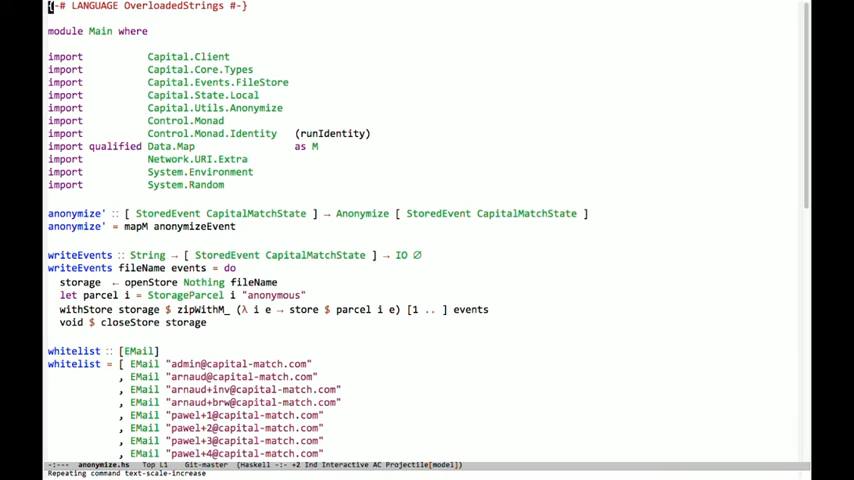 {-# LANGUAGE OverloadedStrings #-}
module Main where
import Capital.Client
import Capital.Core.Types
import Capital.Events.FileStore
import Capital.State.Local
import Capital.Utils.Anonymize
import Control.Monad
import Control.Monad.Identity (runIdentity)
import qualified Data.Map as M
import Network.URI.Extra
import System.Environment
import System.Random
anonymize' :: [ StoredEvent CapitalMatchState ] → Anonymize [ StoredEvent CapitalMatchState ]
anonymize' = mapM anonymizeEvent
writeEvents :: String → [ StoredEvent CapitalMatchState ] → IO ∅
writeEvents fileName events = do
storage ← openStore Nothing fileName
let parcel i = StorageParcel i "anonymous"
withStore storage $ zipWithM_ (λ i e → store $ parcel i e) [1 .. ] events
void $ closeStore storage
whitelist :: [EMail]
whitelist = [ EMail "admin@capital-match.com"
, EMail "arnaud@capital-match.com"
, EMail "arnaud+inv@capital-match.com"
, EMail "arnaud+brw@capital-match.com"
, EMail "pawel+1@capital-match.com"
, EMail "pawel+2@capital-match.com"
, EMail "pawel+3@capital-match.com"
, EMail "pawel+4@capital-match.com"
-:--- anonymize.hs Top L1 Git-master (Haskell -:- +2 Ind Interactive AC Projectile[model])
Repeating command text-scale-increase